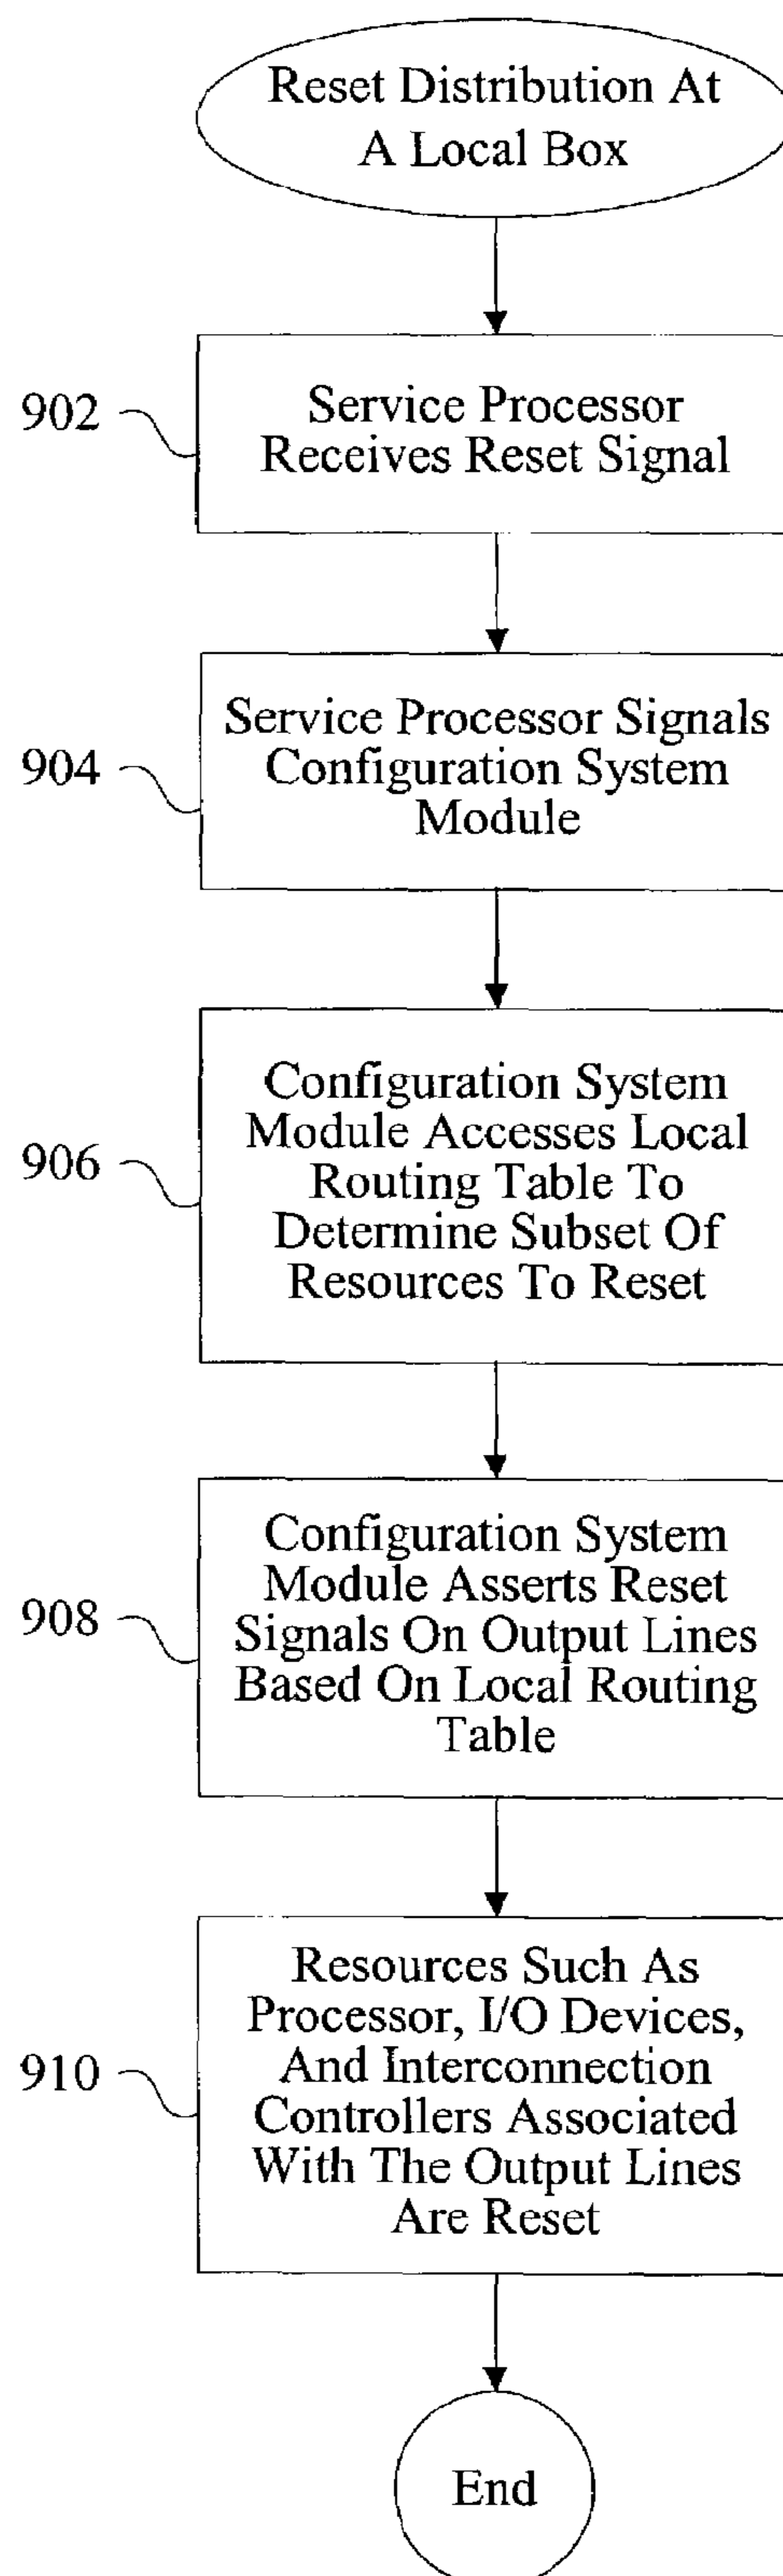 Reset Distribution At
A Local Box
902
Service Processor
Receives Reset Signal
904
Service Processor Signals
Configuration System
Module
906
Configuration System
Module Accesses Local
Routing Table To
Determine Subset Of
Resources To Reset
908
Configuration System
Module Asserts Reset
Signals On Output Lines
Based On Local Routing
Table
910
Resources Such As
Processor, I/O Devices,
And Interconnection
Controllers Associated
With The Output Lines
Are Reset
End